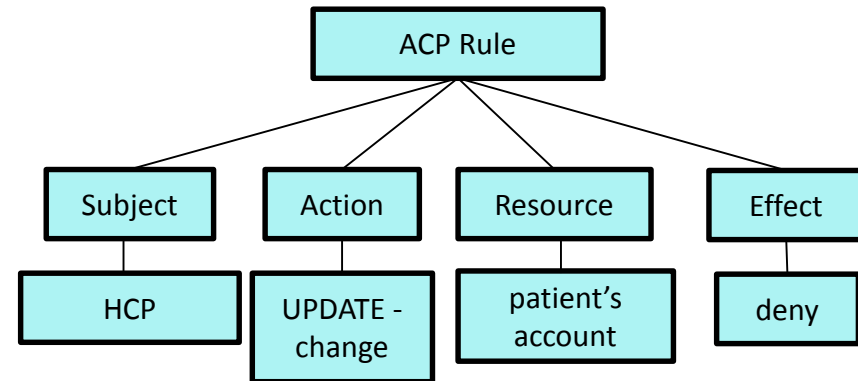 ACP Rule
Subject
Action
Resource
Effect
HCP
UPDATE -
change
patient’s
account
deny